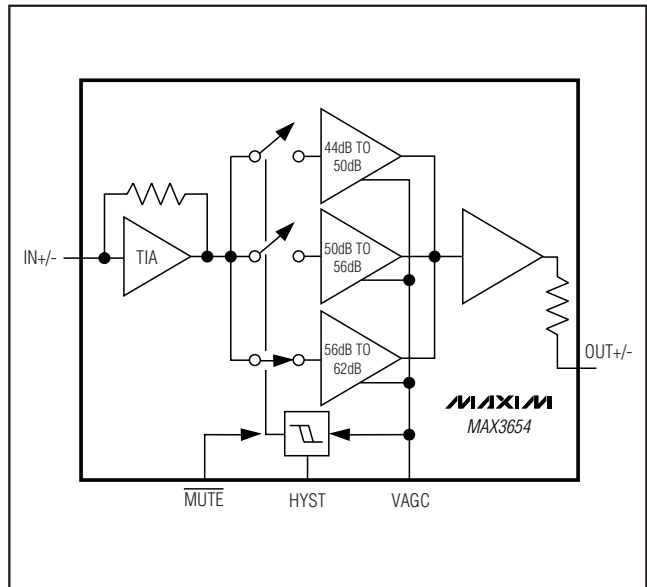 44dB TO
50dB
IN+/-
TIA
50dB TO
56dB
56dB TO
62dB
OUT+/-
MAXIM
MAX3654
MUTE
HYST
VAGC